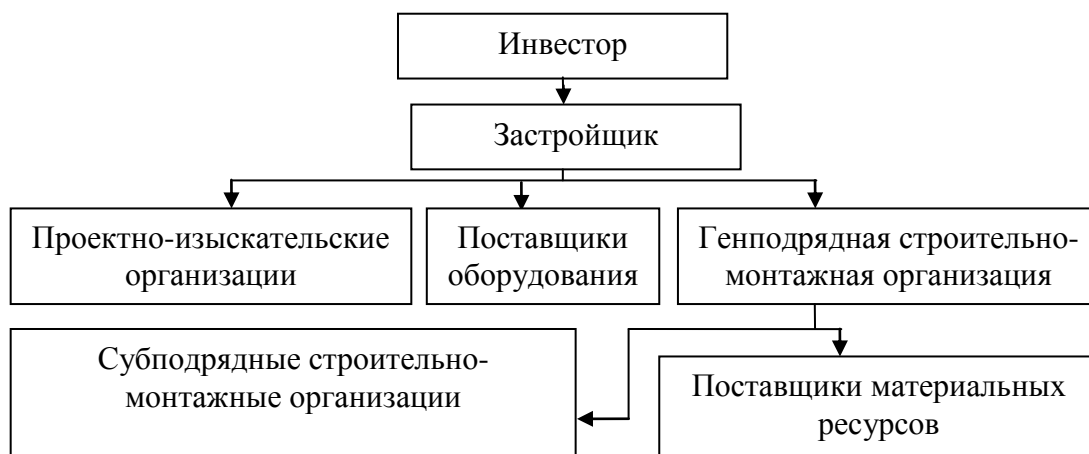 Инвестор
Застройщик
Проектно-изыскательские
организации
Поставщики
оборудования
Генподрядная строительно-
монтажная организация
Субподрядные строительно-
монтажные организации
Поставщики материальных
ресурсов